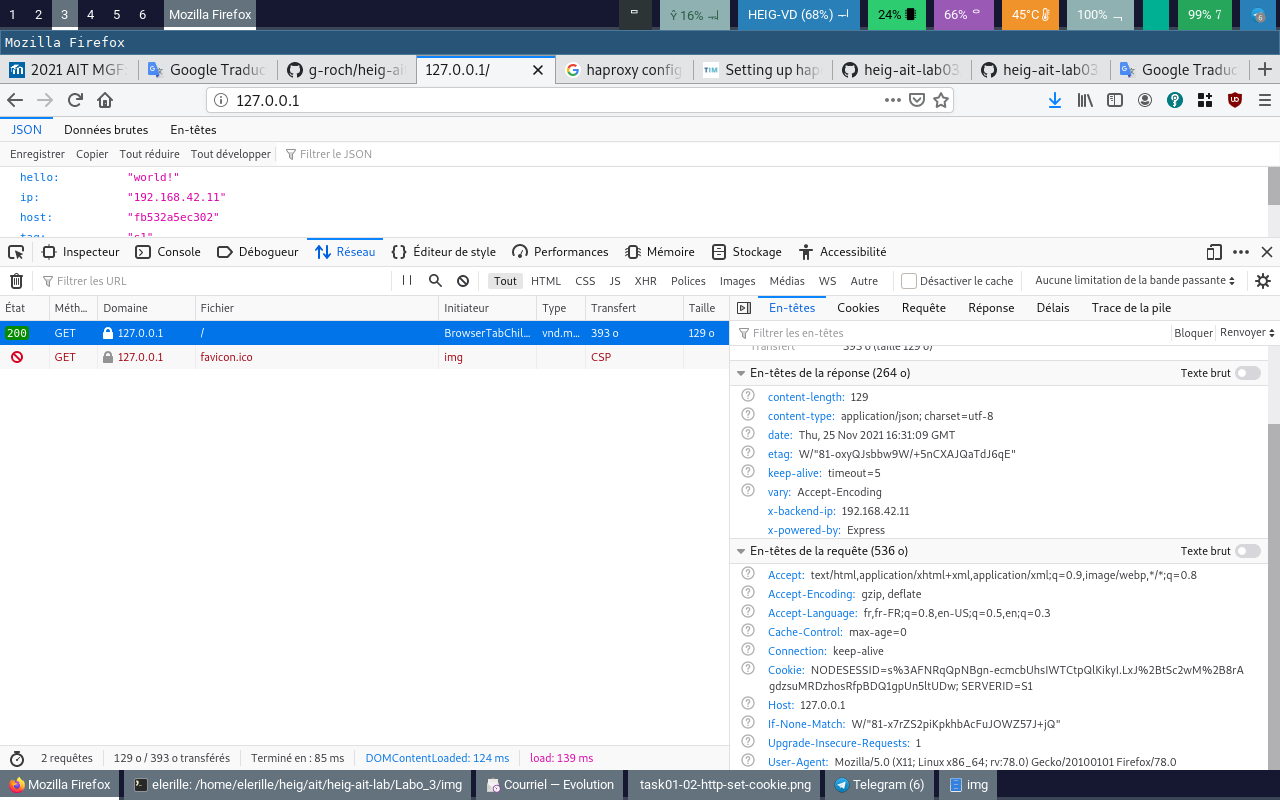 1 2 3 4 5 6 Mozilla Firefox 16% HEIG-VD (68%) 24% 66% 45°C 100% 99%
Mozilla Firefox
2021 AIT MGF: Google Traduc g-roch/heig-ai 127.0.0.1/ haproxy config TIM Setting up hap heig-ait-lab03 heig-ait-lab03 Google Traduc
127.0.0.1
JSON Données brutes En-têtes
Enregistrer Copier Tout réduire Tout développer Filtrer le JSON
hello: "world!"
ip: "192.168.42.11"
host: "fb532a5ec302"
tag: "s1"
Inspecteur Console Débogueur Réseau Éditeur de style Performances Mémoire Stockage Accessibilité
Filtrer les URL Tout HTML CSS JS XHR Polices Images Médias WS Autre Désactiver le cache Aucune limitation de la bande passante
État Méth... Domaine Fichier Initiateur Type Transfert Taille
200 GET 127.0.0.1 / BrowserTabChil... vnd.m... 393 o 129 o
GET 127.0.0.1 favicon.ico img CSP
En-têtes Cookies Requête Réponse Délais Trace de la pile
Filtrer les en-têtes Bloquer Renvoyer
Transfert 393 o (taille 129 o)
En-têtes de la réponse (264 o) Texte brut
content-length: 129
content-type: application/json; charset=utf-8
date: Thu, 25 Nov 2021 16:31:09 GMT
etag: W/"81-oxyQJsbbw9W/+5nCXAJQaTdJ6qE"
keep-alive: timeout=5
vary: Accept-Encoding
x-backend-ip: 192.168.42.11
x-powered-by: Express
En-têtes de la requête (536 o) Texte brut
Accept: text/html,application/xhtml+xml,application/xml;q=0.9,image/webp,*/*;q=0.8
Accept-Encoding: gzip, deflate
Accept-Language: fr,fr-FR;q=0.8,en-US;q=0.5,en;q=0.3
Cache-Control: max-age=0
Connection: keep-alive
Cookie: NODESESSID=s%3AFNRqQpNBgn-ecmcbUhsIWTCtpQlKikyI.LxJ%2BtSc2wM%2B8rA
gdzsuMRDzhosRfpBDQ1gpUn5ltUDw; SERVERID=S1
Host: 127.0.0.1
If-None-Match: W/"81-x7rZS2piKpkhbAcFuJOWZ57J+jQ"
Upgrade-Insecure-Requests: 1
User-Agent: Mozilla/5.0 (X11; Linux x86_64; rv:78.0) Gecko/20100101 Firefox/78.0
2 requêtes 129 o / 393 o transférés Terminé en : 85 ms DOMContentLoaded: 124 ms load: 139 ms
Mozilla Firefox elerille: /home/elerille/heig/ait/heig-ait-lab/Labo_3/img Courriel — Evolution task01-02-http-set-cookie.png Telegram (6) img